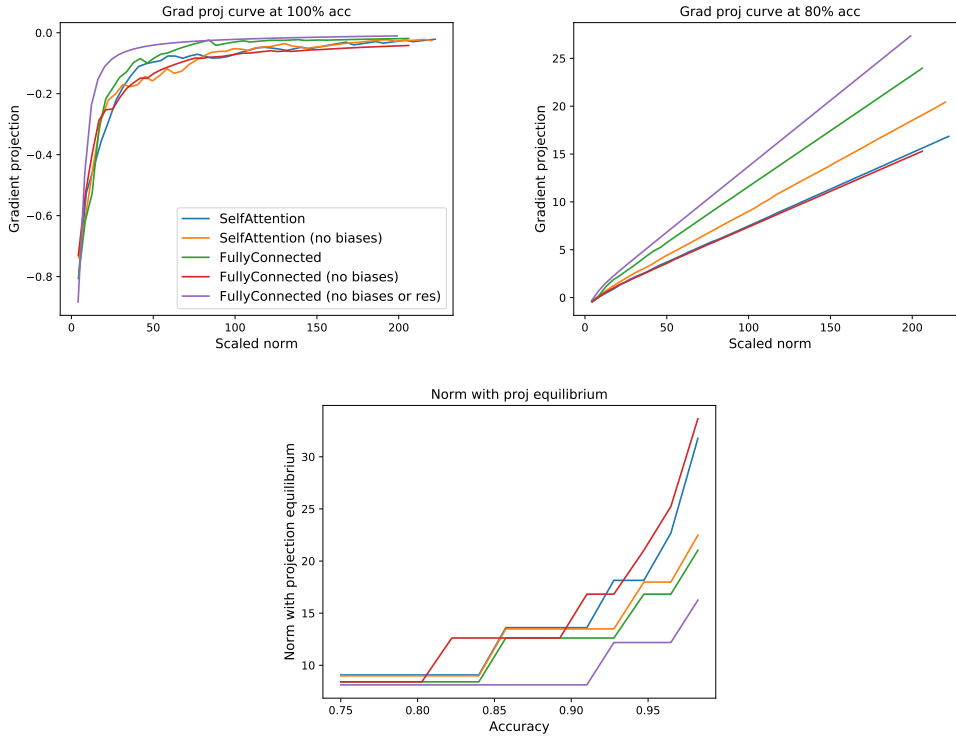 Grad proj curve at 100% acc
Gradient projection
0.0
−0.2
−0.4
−0.6
−0.8
SelfAttention
SelfAttention (no biases)
FullyConnected
FullyConnected (no biases)
FullyConnected (no biases or res)
0 50 100 150 200
Scaled norm
Grad proj curve at 80% acc
Gradient projection
25
20
15
10
5
0
0 50 100 150 200
Scaled norm
Norm with proj equilibrium
Norm with projection equilibrium
30
25
20
15
10
0.75 0.80 0.85 0.90 0.95
Accuracy